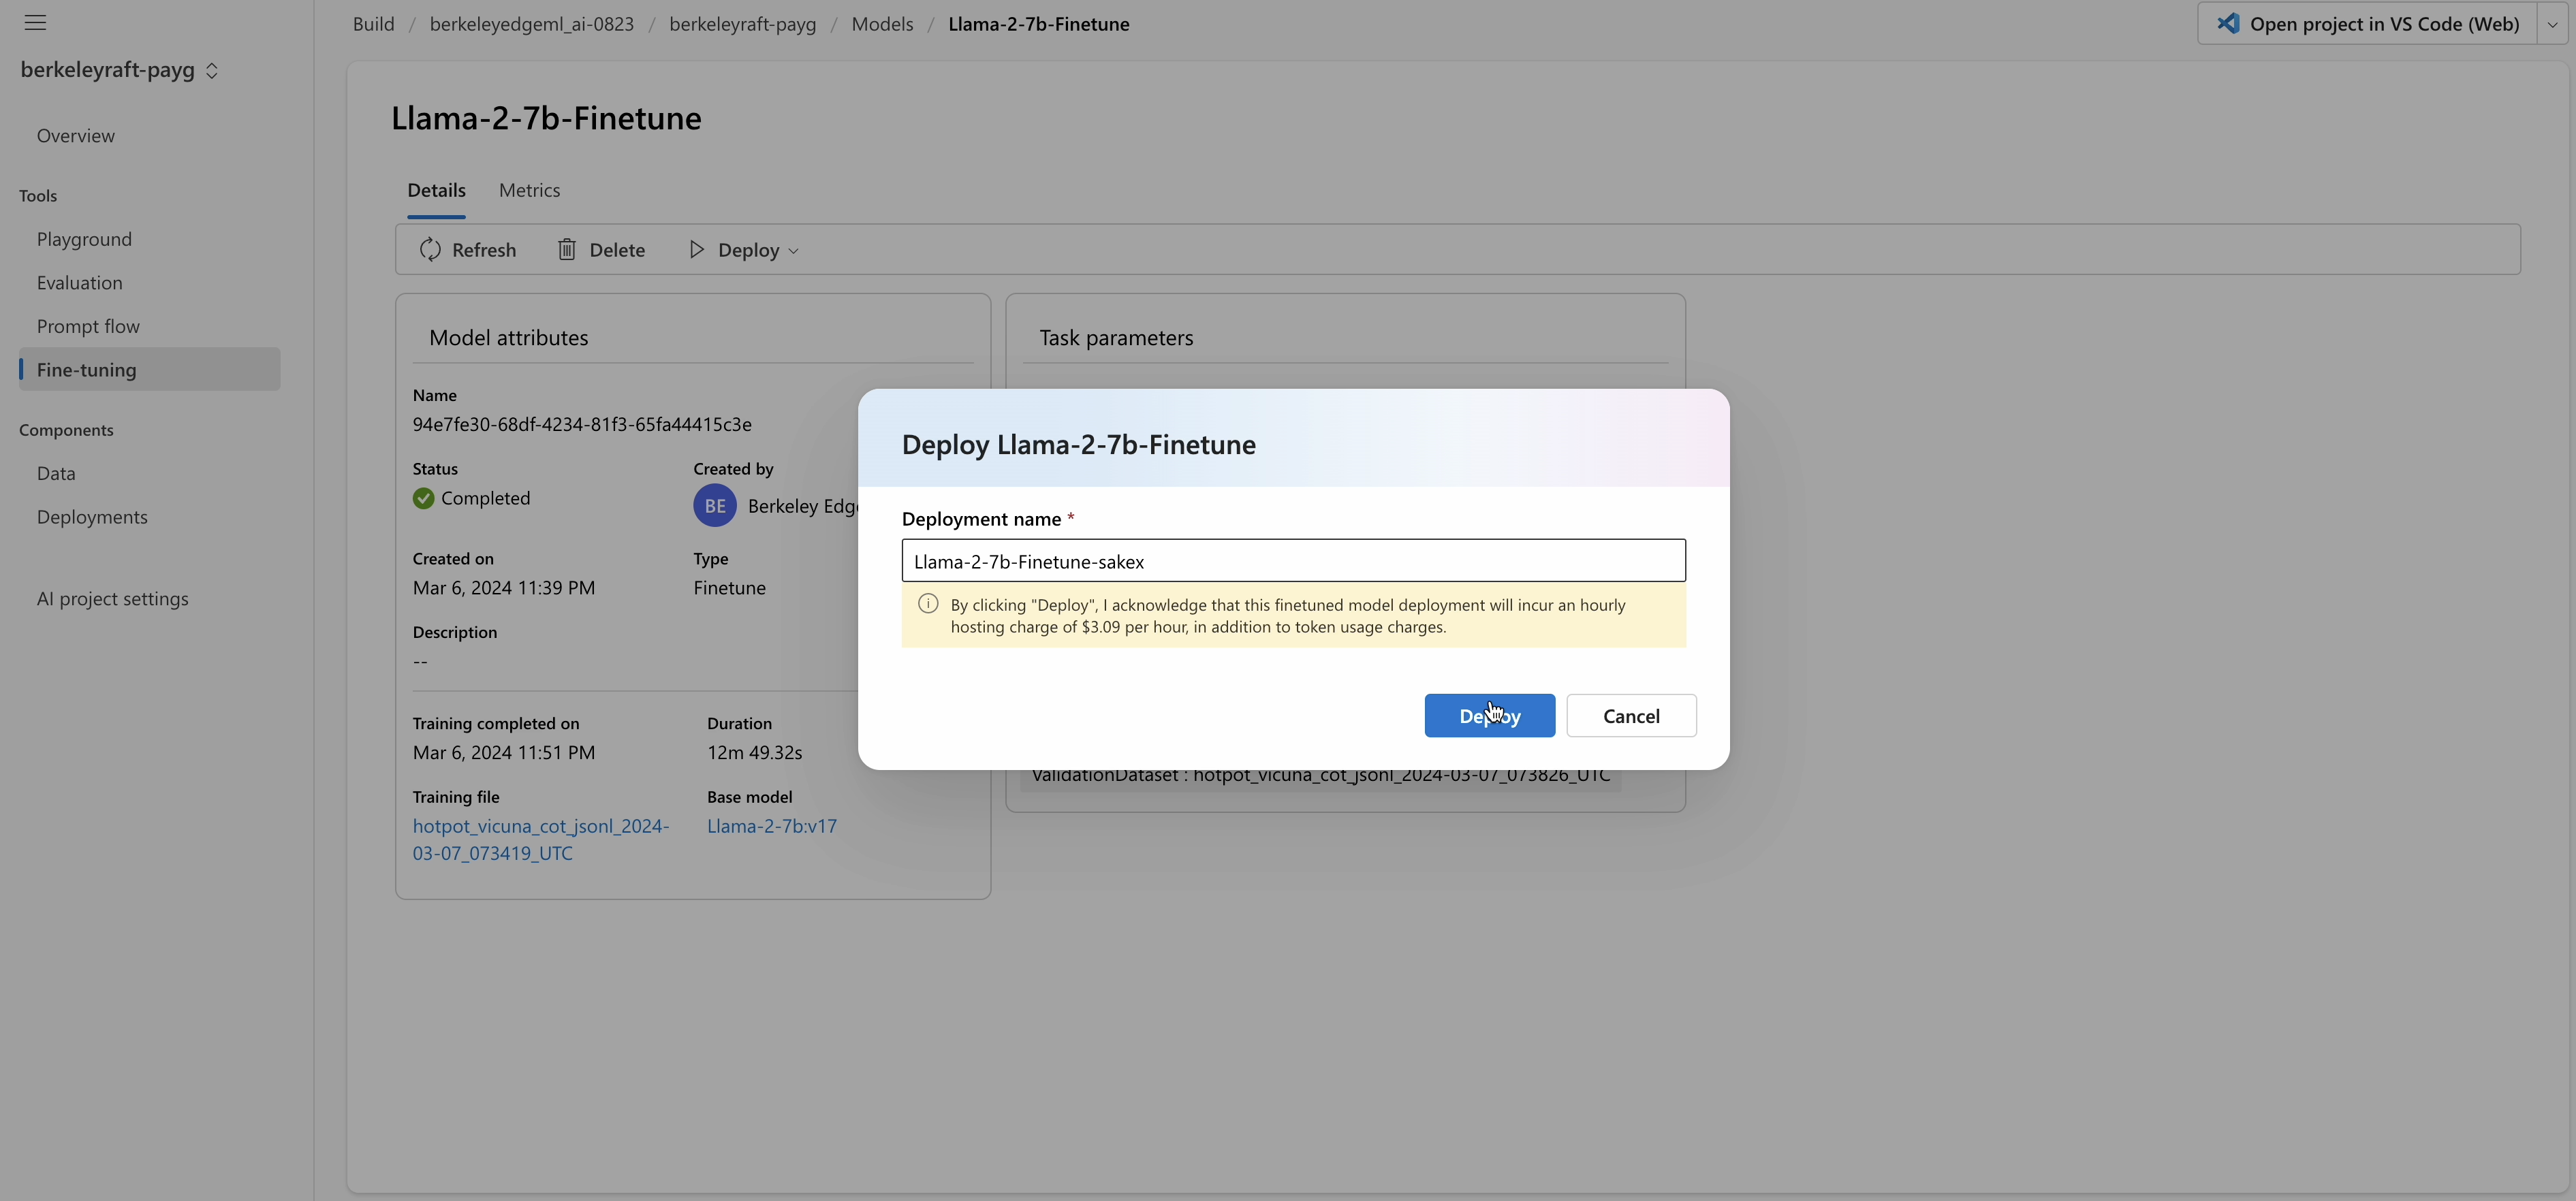 Build / berkeleyedgeml_ai-0823 / berkeleyraft-payg / Models / Llama-2-7b-Finetune
Open project in VS Code (Web)
berkeleyraft-payg
Overview
Tools
Playground
Evaluation
Prompt flow
Fine-tuning
Components
Data
Deployments
AI project settings
Llama-2-7b-Finetune
Details Metrics
Refresh Delete Deploy
Model attributes
Name
94e7fe30-68df-4234-81f3-65fa44415c3e
Status
Completed
Created by
BE Berkeley Edg
Created on
Mar 6, 2024 11:39 PM
Type
Finetune
Description
--
Training completed on
Mar 6, 2024 11:51 PM
Duration
12m 49.32s
Training file
hotpot_vicuna_cot_jsonl_2024-
03-07_073419_UTC
Base model
Llama-2-7b:v17
Task parameters
ValidationDataset : hotpot_vicuna_cot_jsonl_2024-03-07_073826_UTC
Deploy Llama-2-7b-Finetune
Deployment name *
Llama-2-7b-Finetune-sakex
By clicking "Deploy", I acknowledge that this finetuned model deployment will incur an hourly
hosting charge of $3.09 per hour, in addition to token usage charges.
Deploy
Cancel